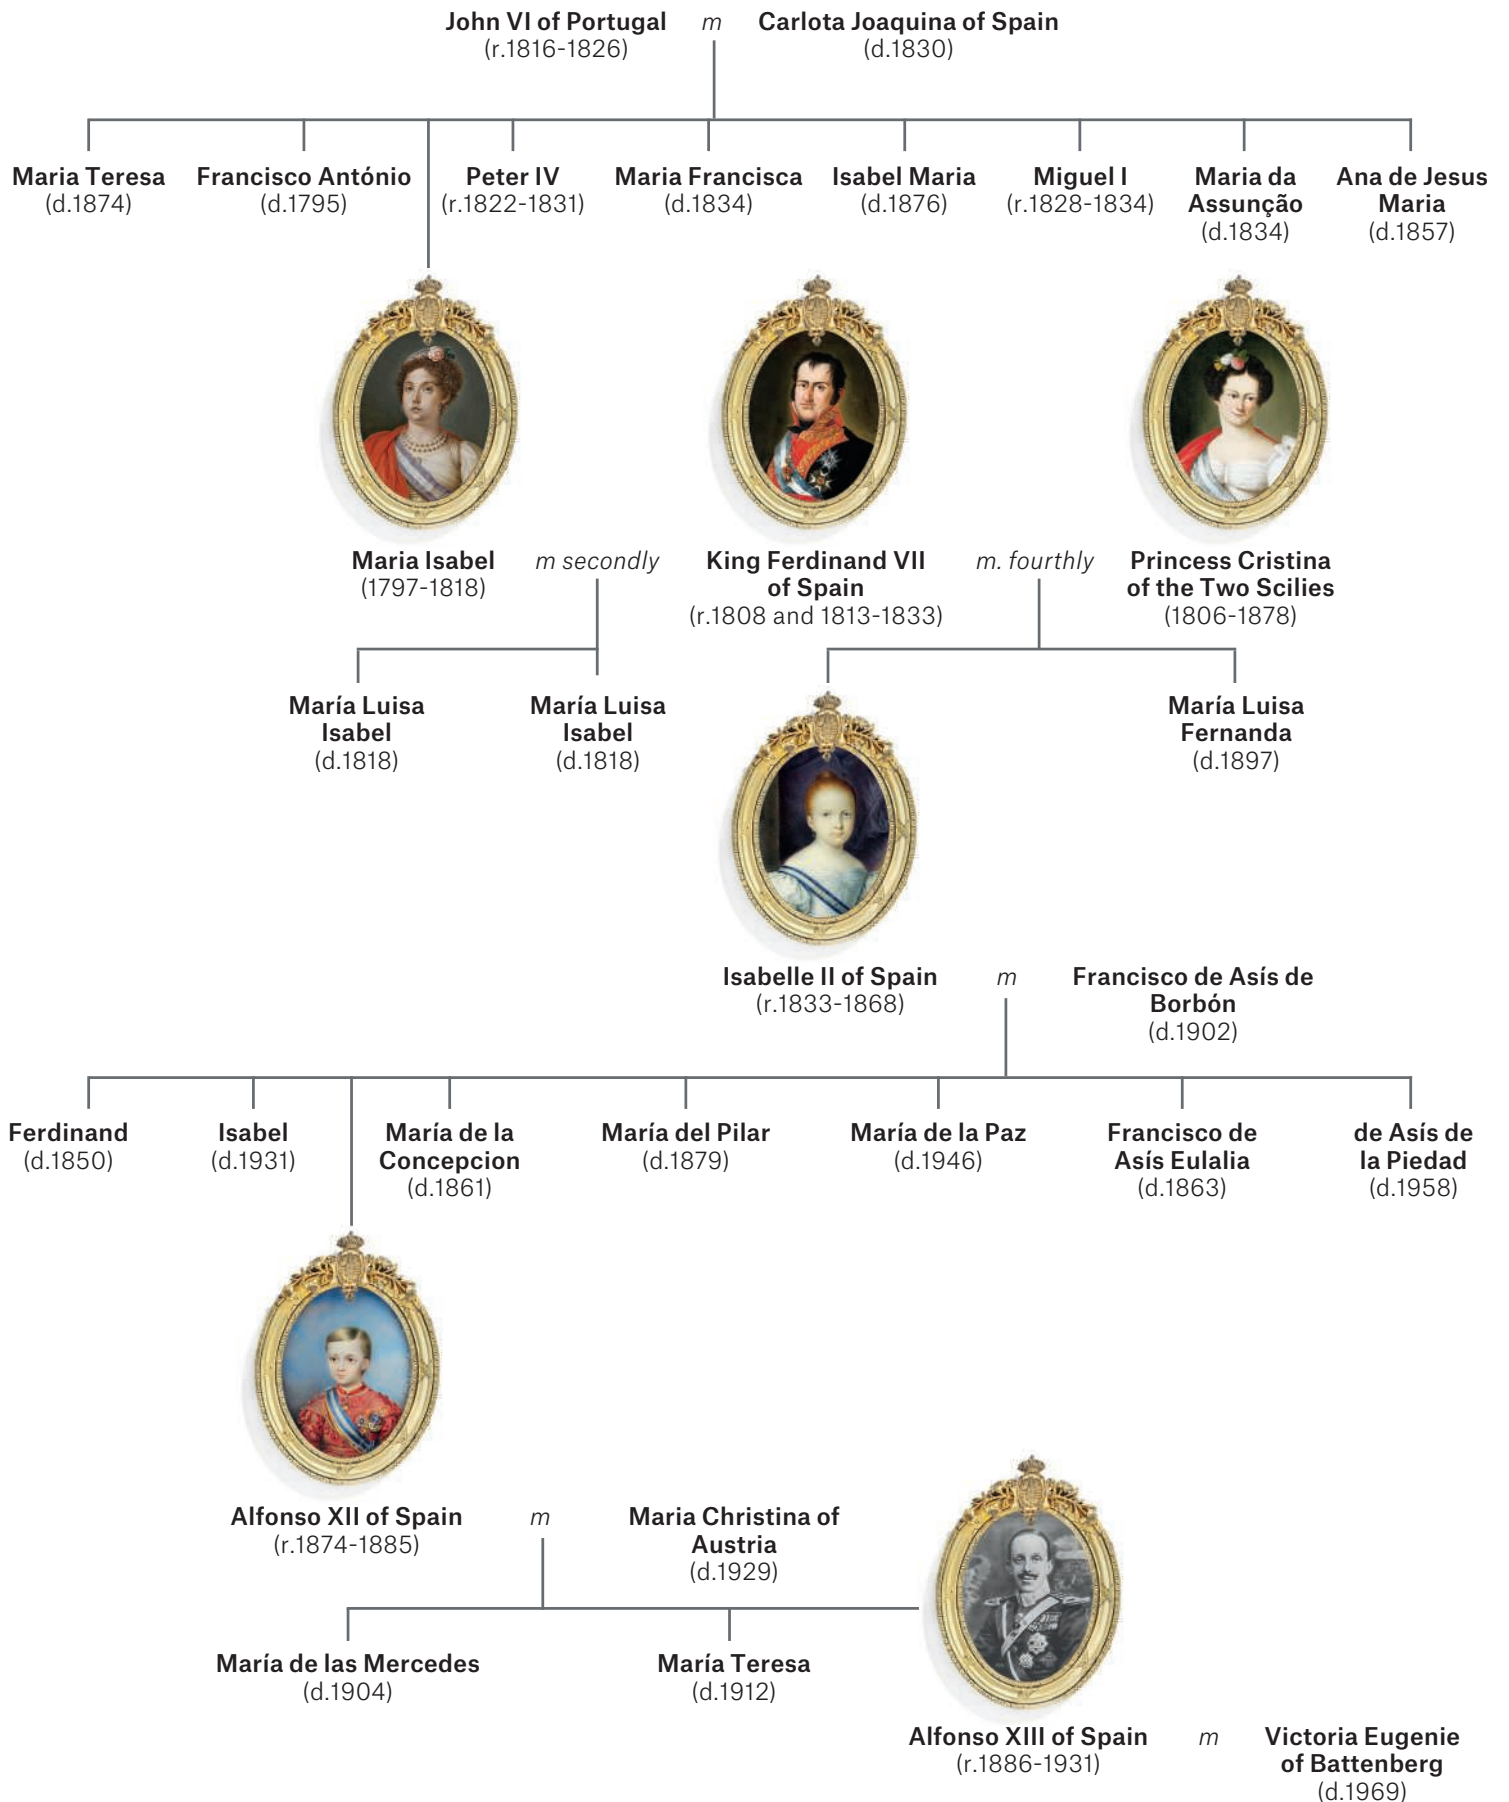 John VI of Portugal m Carlota Joaquina of Spain
(r.1816-1826) (d.1830)
Maria Teresa
(d.1874)
Francisco António
(d.1795)
Peter IV
(r.1822-1831)
Maria Francisca
(d.1834)
Isabel Maria
(d.1876)
Miguel I
(r.1828-1834)
Maria da
Assunção
(d.1834)
Ana de Jesus
Maria
(d.1857)
Maria Isabel
(1797-1818)
m secondly
King Ferdinand VII
of Spain
(r.1808 and 1813-1833)
m. fourthly
Princess Cristina
of the Two Scilies
(1806-1878)
María Luisa
Isabel
(d.1818)
María Luisa
Isabel
(d.1818)
María Luisa
Fernanda
(d.1897)
Isabelle II of Spain
(r.1833-1868)
m
Francisco de Asís de
Borbón
(d.1902)
Ferdinand
(d.1850)
Isabel
(d.1931)
María de la
Concepcion
(d.1861)
María del Pilar
(d.1879)
María de la Paz
(d.1946)
Francisco de
Asís Eulalia
(d.1863)
de Asís de
la Piedad
(d.1958)
Alfonso XII of Spain
(r.1874-1885)
m
Maria Christina of
Austria
(d.1929)
María de las Mercedes
(d.1904)
María Teresa
(d.1912)
Alfonso XIII of Spain
(r.1886-1931)
m
Victoria Eugenie
of Battenberg
(d.1969)